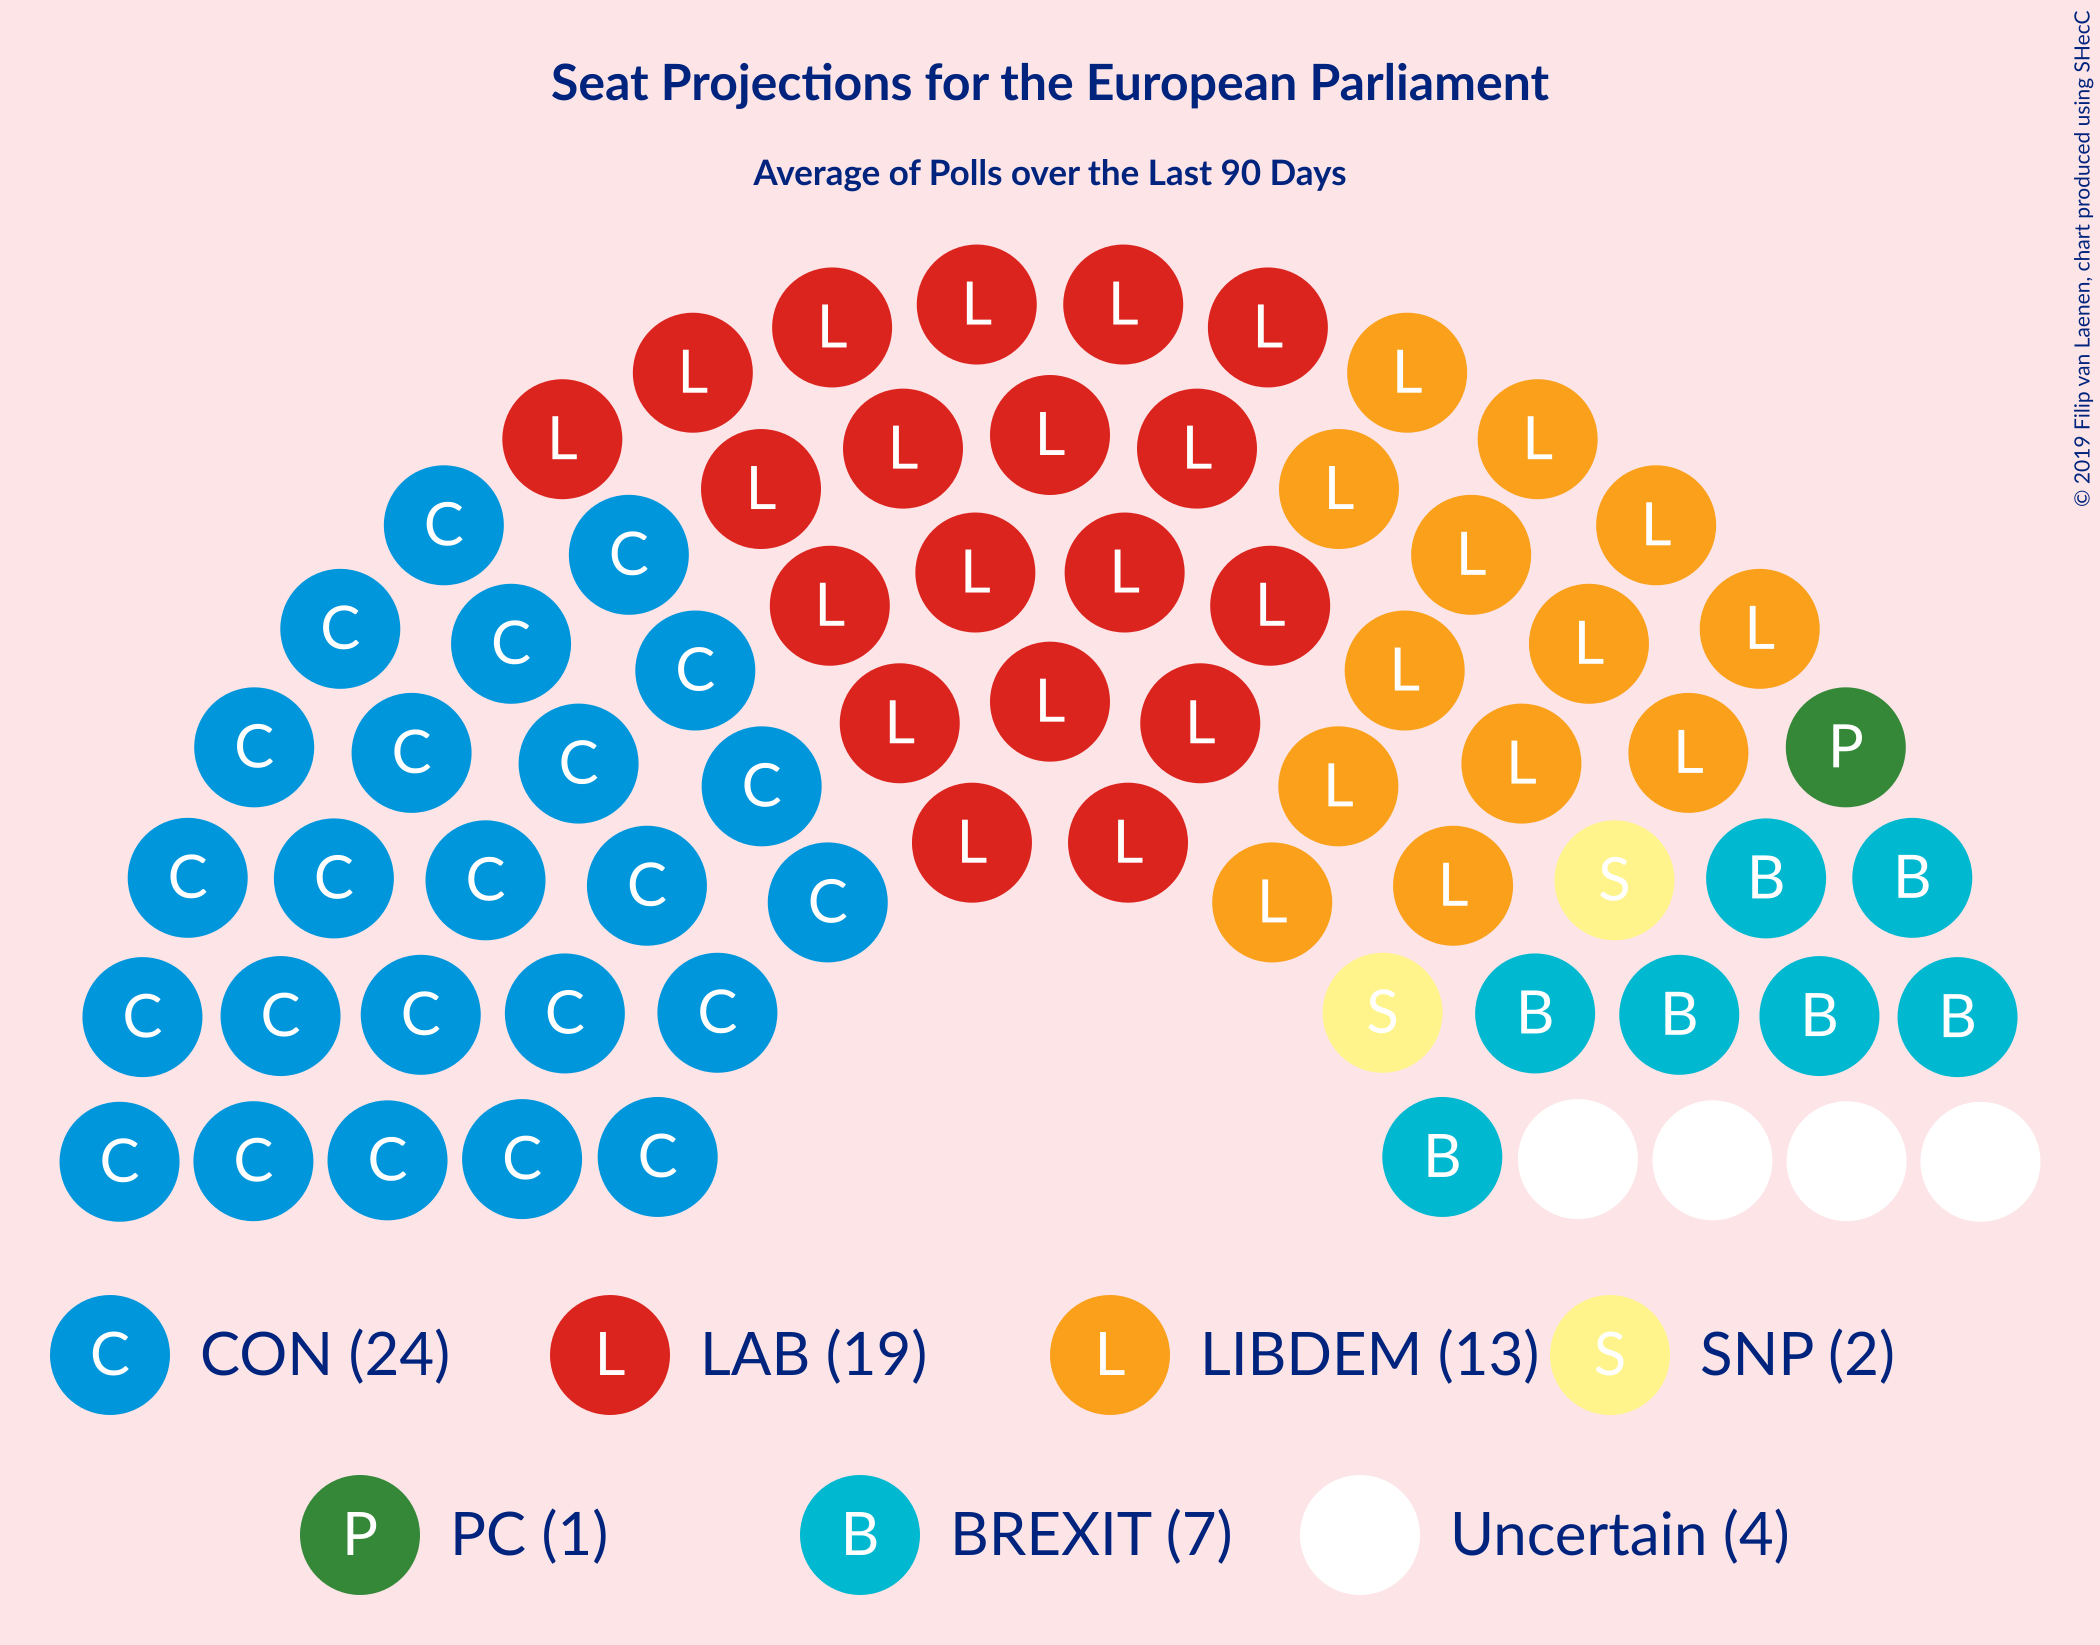 Seat Projections for the European Parliament
Average of Polls over the Last 90 Days
© 2019 Filip van Laenen, chart produced using SHecC
L L L L
L L
L L L L L
L L
C C L L L L
C C L L L L
C L
C C C L L L L L P
C L
C C C C C L L L L S B B
C C C C C S B B B B
C C C C C B
C CON (24) L LAB (19) L LIBDEM (13) S SNP (2)
P PC (1) B BREXIT (7) Uncertain (4)